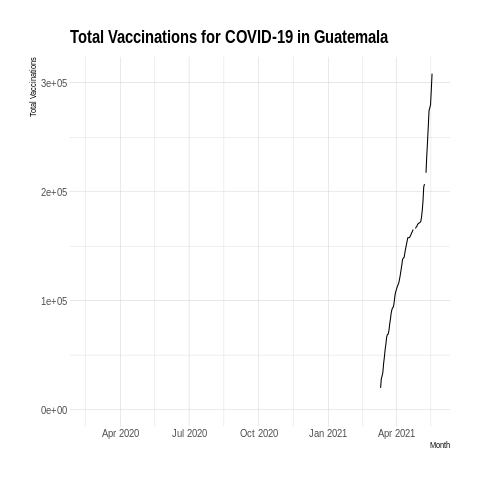 Total Vaccinations for COVID-19 in Guatemala
Total Vaccinations
3e+05
2e+05
1e+05
0e+00
Apr 2020 Jul 2020 Oct 2020 Jan 2021 Apr 2021
Month